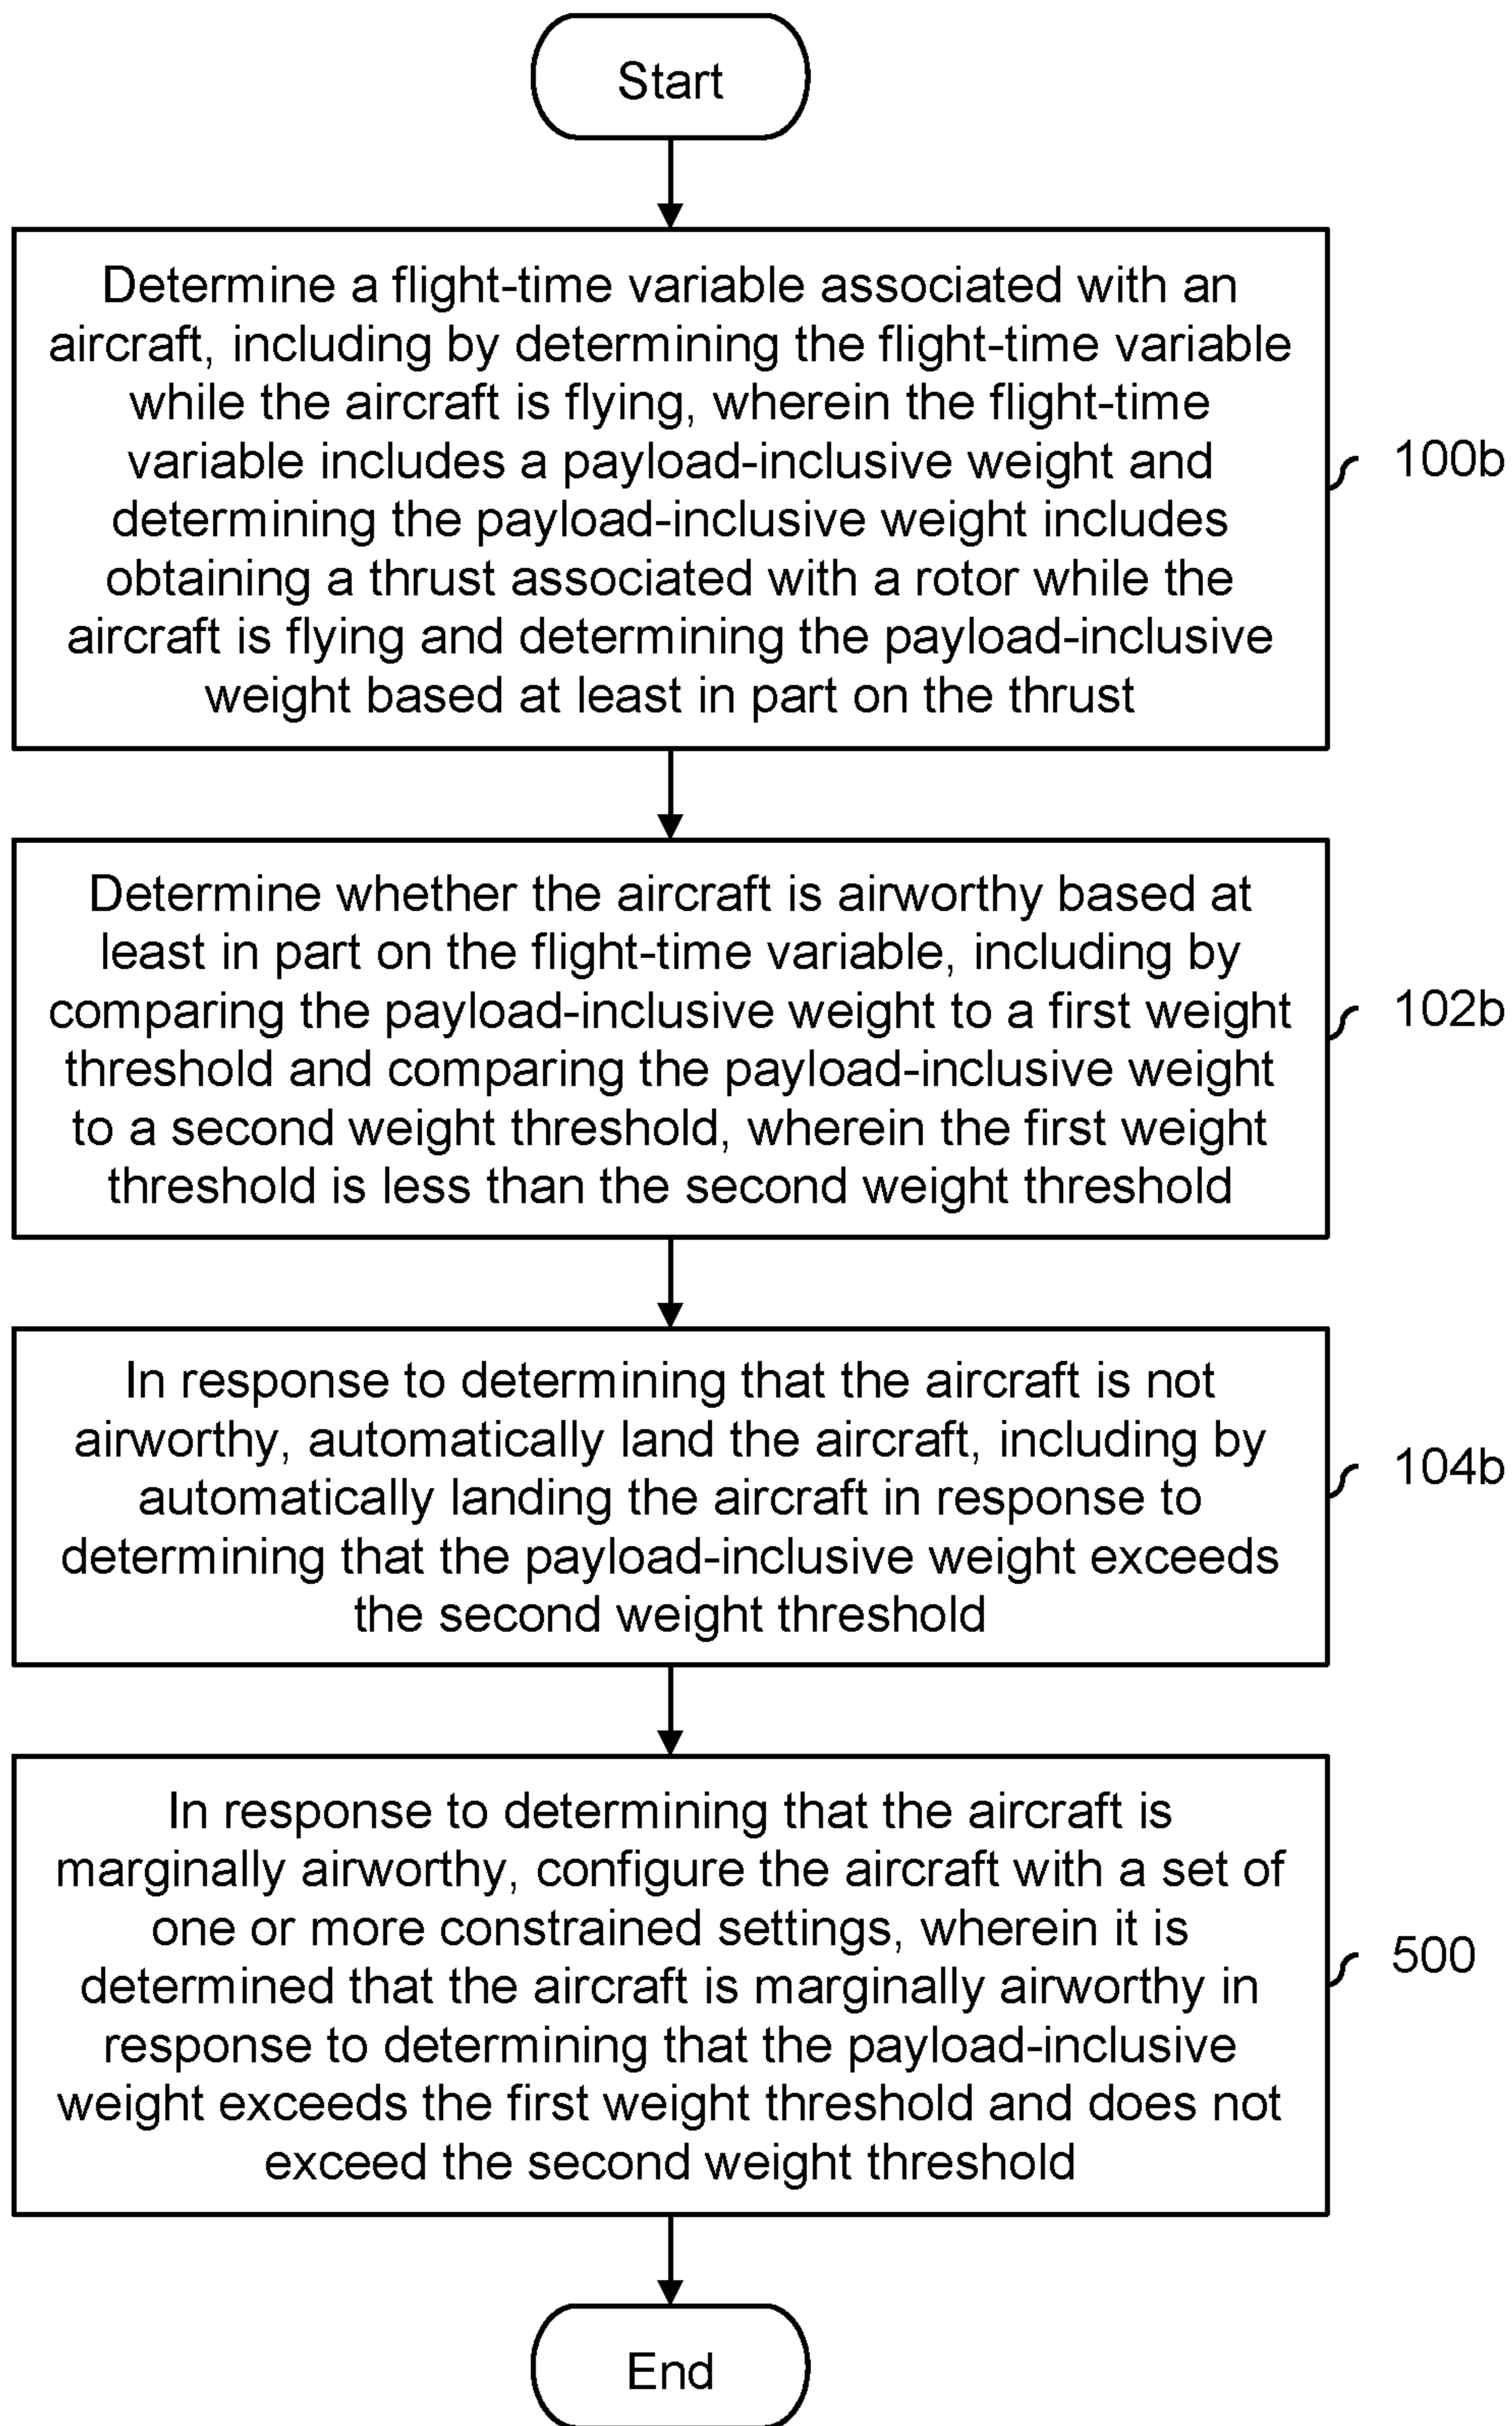 Start
Determine a flight-time variable associated with an
aircraft, including by determining the flight-time variable
while the aircraft is flying, wherein the flight-time
variable includes a payload-inclusive weight and
determining the payload-inclusive weight includes
obtaining a thrust associated with a rotor while the
aircraft is flying and determining the payload-inclusive
weight based at least in part on the thrust
100b
Determine whether the aircraft is airworthy based at
least in part on the flight-time variable, including by
comparing the payload-inclusive weight to a first weight
threshold and comparing the payload-inclusive weight
to a second weight threshold, wherein the first weight
threshold is less than the second weight threshold
102b
In response to determining that the aircraft is not
airworthy, automatically land the aircraft, including by
automatically landing the aircraft in response to
determining that the payload-inclusive weight exceeds
the second weight threshold
104b
In response to determining that the aircraft is
marginally airworthy, configure the aircraft with a set of
one or more constrained settings, wherein it is
determined that the aircraft is marginally airworthy in
response to determining that the payload-inclusive
weight exceeds the first weight threshold and does not
exceed the second weight threshold
500
End